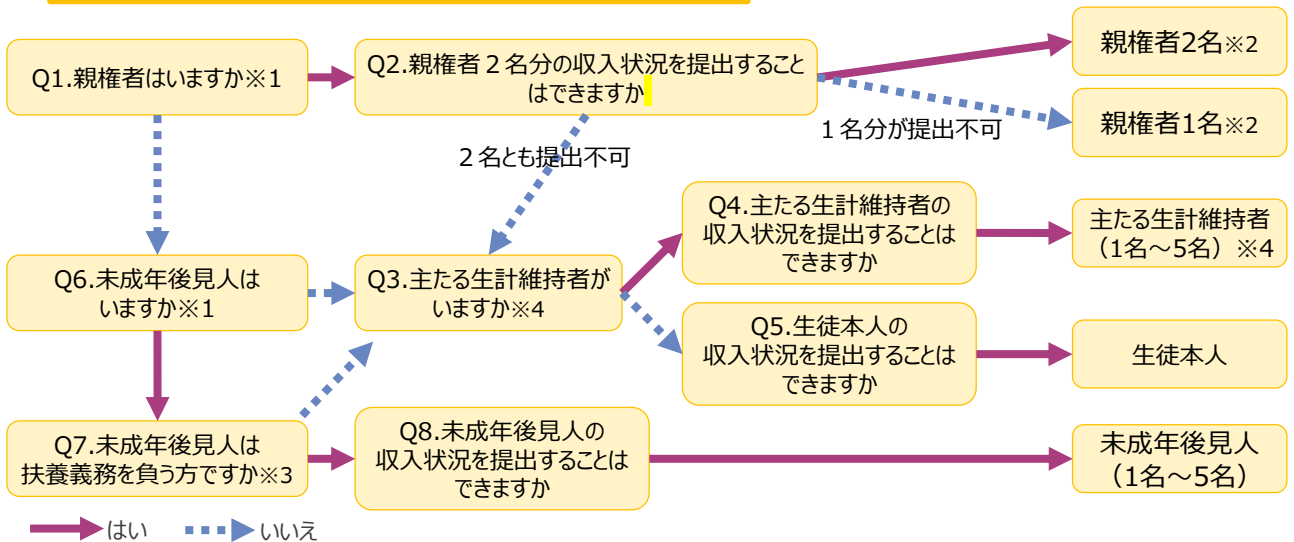 Q1.親権者はいますか※1
Q2.親権者２名分の収入状況を提出すること
はできますか
親権者2名※2
親権者1名※2
１名分が提出不可
２名とも提出不可
Q4.主たる生計維持者の
収入状況を提出することは
できますか
主たる生計維持者
（1名～5名）※4
Q6.未成年後見人は
いますか※1
Q3.主たる生計維持者が
いますか※4
Q5.生徒本人の
収入状況を提出することは
できますか
生徒本人
Q7.未成年後見人は
扶養義務を負う方ですか※3
Q8.未成年後見人の
収入状況を提出することは
できますか
未成年後見人
（1名～5名）
はい
いいえ